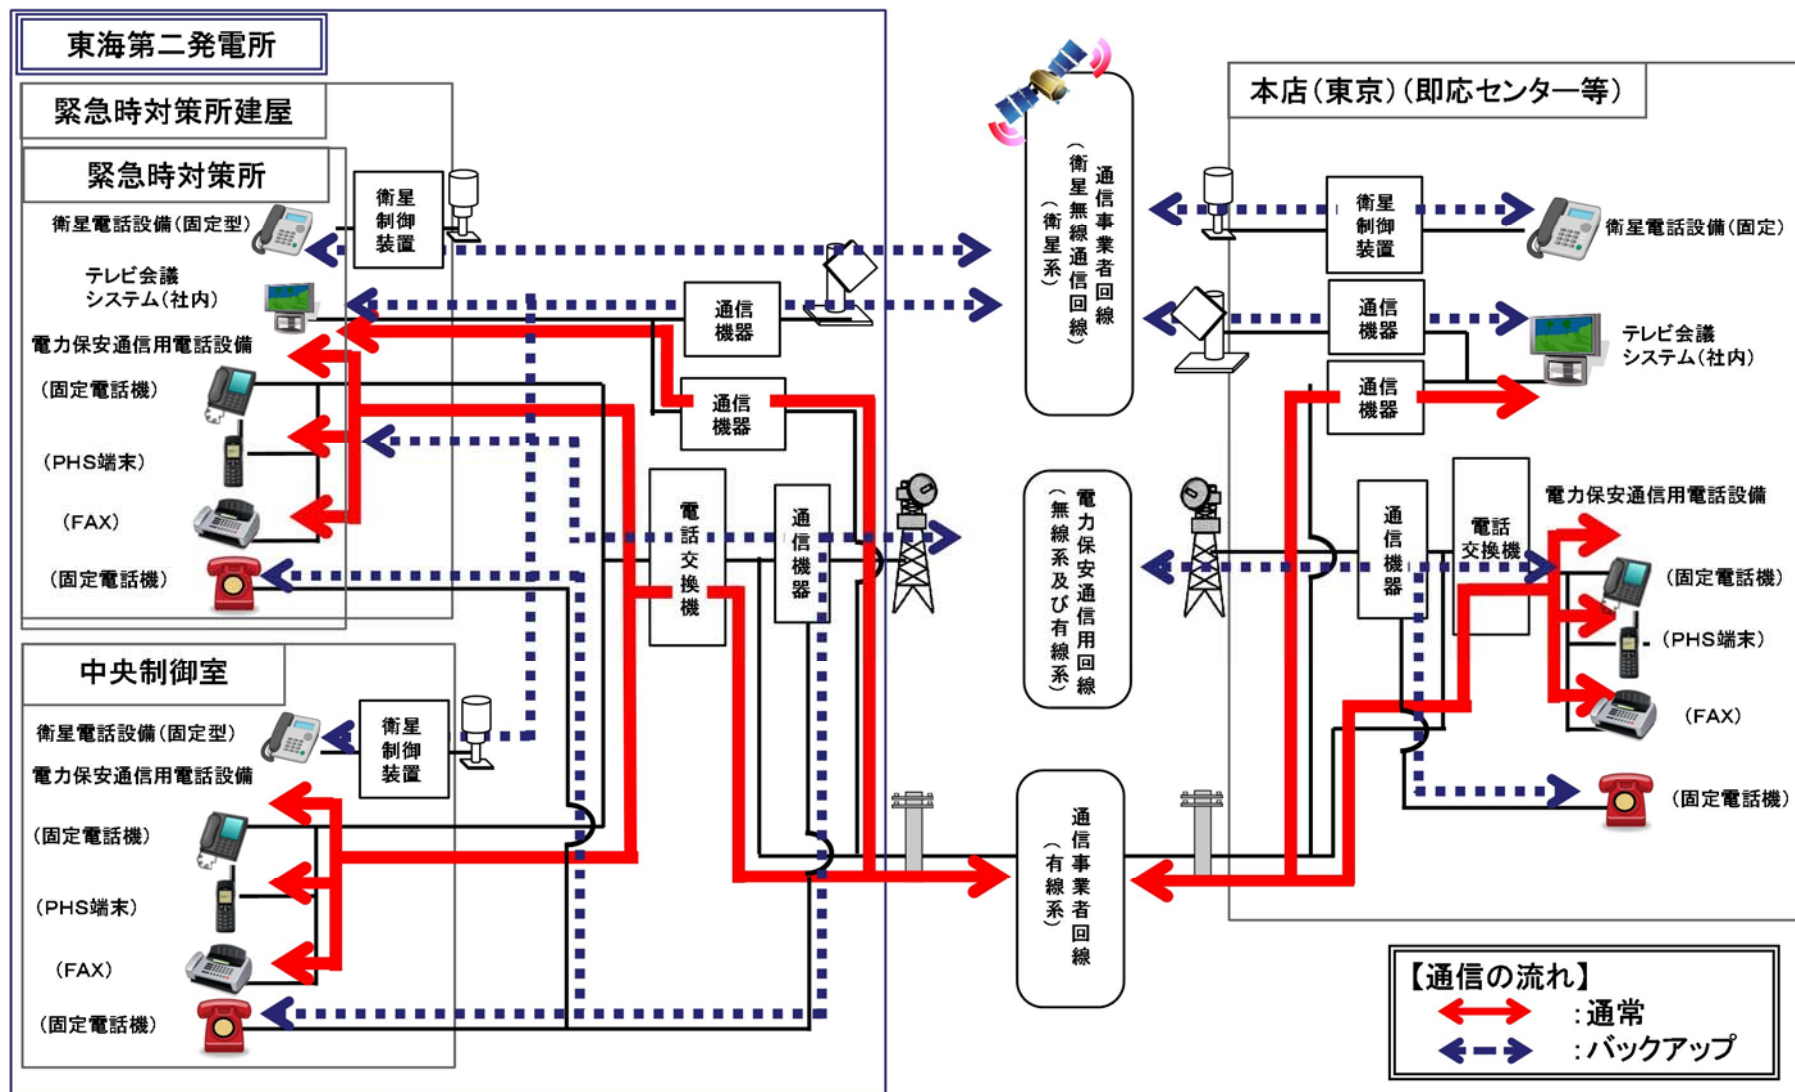 東海第二発電所
緊急時対策所建屋
緊急時対策所
衛星電話設備(固定型)
衛星
制御
装置
テレビ会議
システム(社内)
通信
機器
電力保安通信用電話設備
(固定電話機)
通信
機器
(PHS端末)
(FAX)
(固定電話機)
電話交換機
通信機器
中央制御室
衛星電話設備(固定型)
衛星
制御
装置
電力保安通信用電話設備
(固定電話機)
(PHS端末)
(FAX)
(固定電話機)
通信事業者回線
(衛星無線通信回線)
(衛星系)
電力保安通信用回線
(無線系及び有線系)
通信事業者回線
(有線系)
本店(東京)(即応センター等)
衛星
制御
装置
衛星電話設備(固定)
通信
機器
テレビ会議
システム(社内)
通信
機器
通信機器
電話
交換機
電力保安通信用電話設備
(固定電話機)
(PHS端末)
(FAX)
(固定電話機)
【通信の流れ】
:通常
:バックアップ